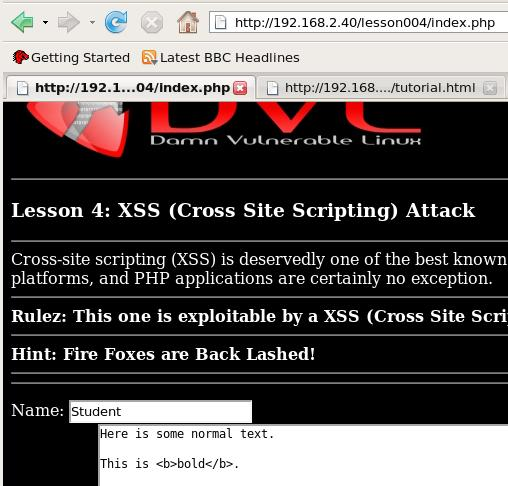 http://192.168.2.40/lesson004/index.php
Getting Started Latest BBC Headlines
http://192.1...04/index.php http://192.168..../tutorial.html
Damn Vulnerable Linux
Lesson 4: XSS (Cross Site Scripting) Attack
Cross-site scripting (XSS) is deservedly one of the best known
platforms, and PHP applications are certainly no exception.
Rulez: This one is exploitable by a XSS (Cross Site Scri
Hint: Fire Foxes are Back Lashed!
Name: Student
Here is some normal text.
This is <b>bold</b>.